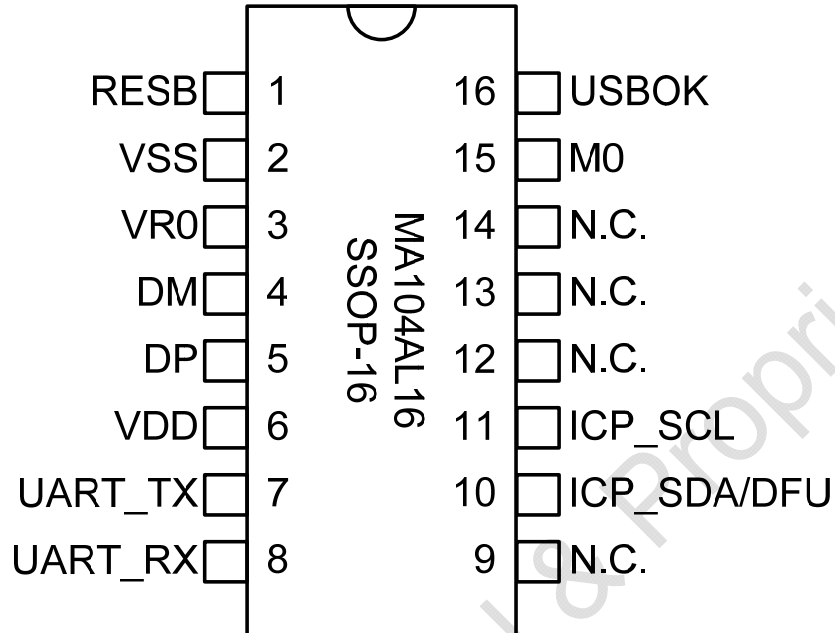 RESB 1 16 USBOK
VSS 2 15 M0
VR0 3 14 N.C.
DM 4 13 N.C.
DP 5 12 N.C.
VDD 6 11 ICP_SCL
UART_TX 7 10 ICP_SDA/DFU
UART_RX 8 9 N.C.
MA104AL16
SSOP-16
&